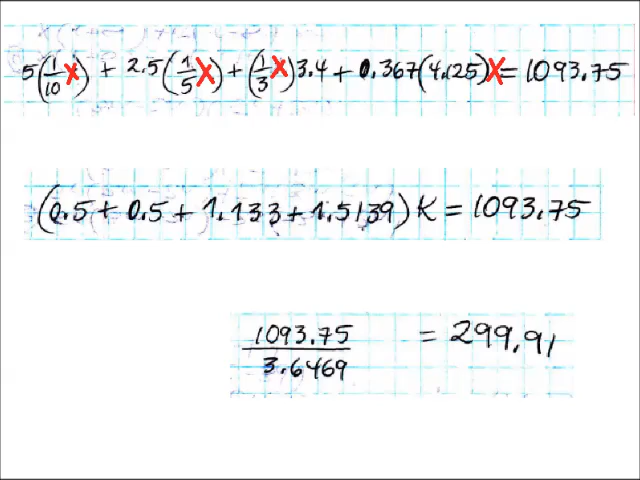 5(1/10 x) + 2.5(1/5 x) + (1/3 x)3.4 + 0.367(4.125)x = 1093.75
(0.5 + 0.5 + 1.133 + 1.5139)K = 1093.75
1093.75/3.6469 = 299.91